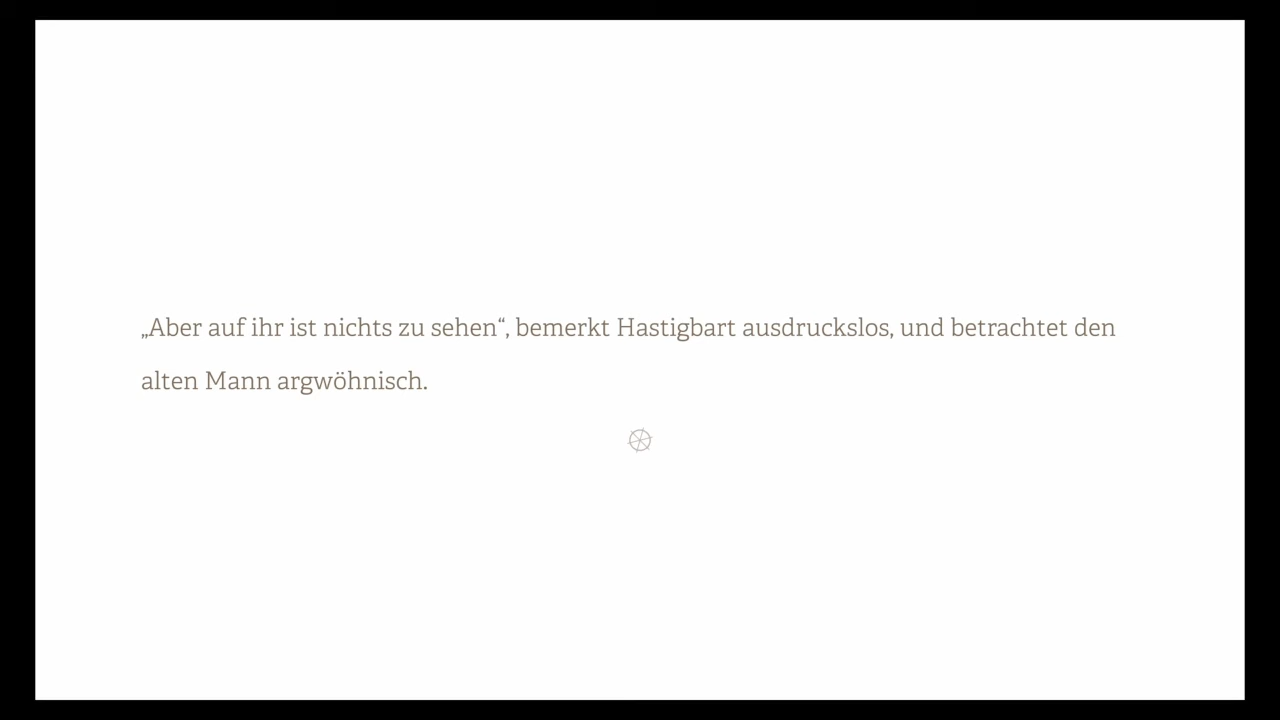 „Aber auf ihr ist nichts zu sehen“, bemerkt Hastigbart ausdruckslos, und betrachtet den
alten Mann argwöhnisch.